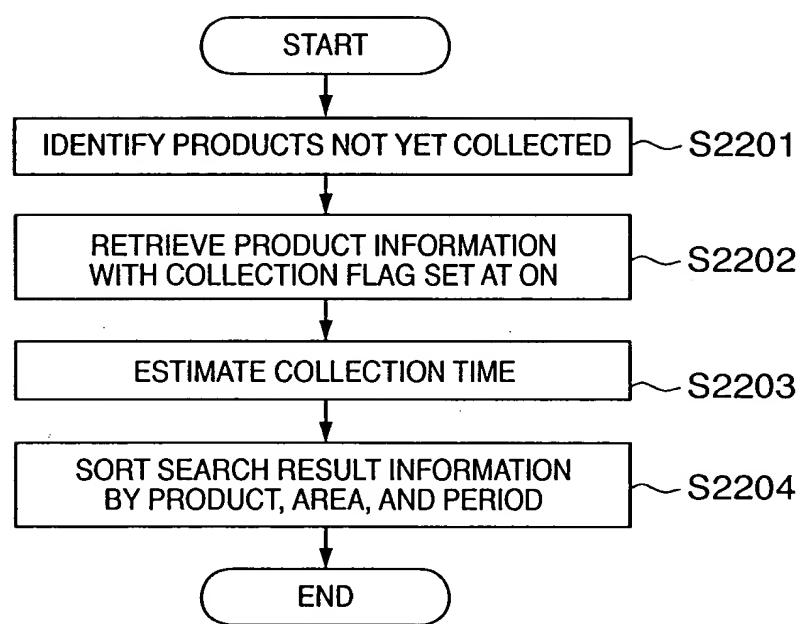 START
IDENTIFY PRODUCTS NOT YET COLLECTED
S2201
RETRIEVE PRODUCT INFORMATION
WITH COLLECTION FLAG SET AT ON
S2202
ESTIMATE COLLECTION TIME
S2203
SORT SEARCH RESULT INFORMATION
BY PRODUCT, AREA, AND PERIOD
S2204
END